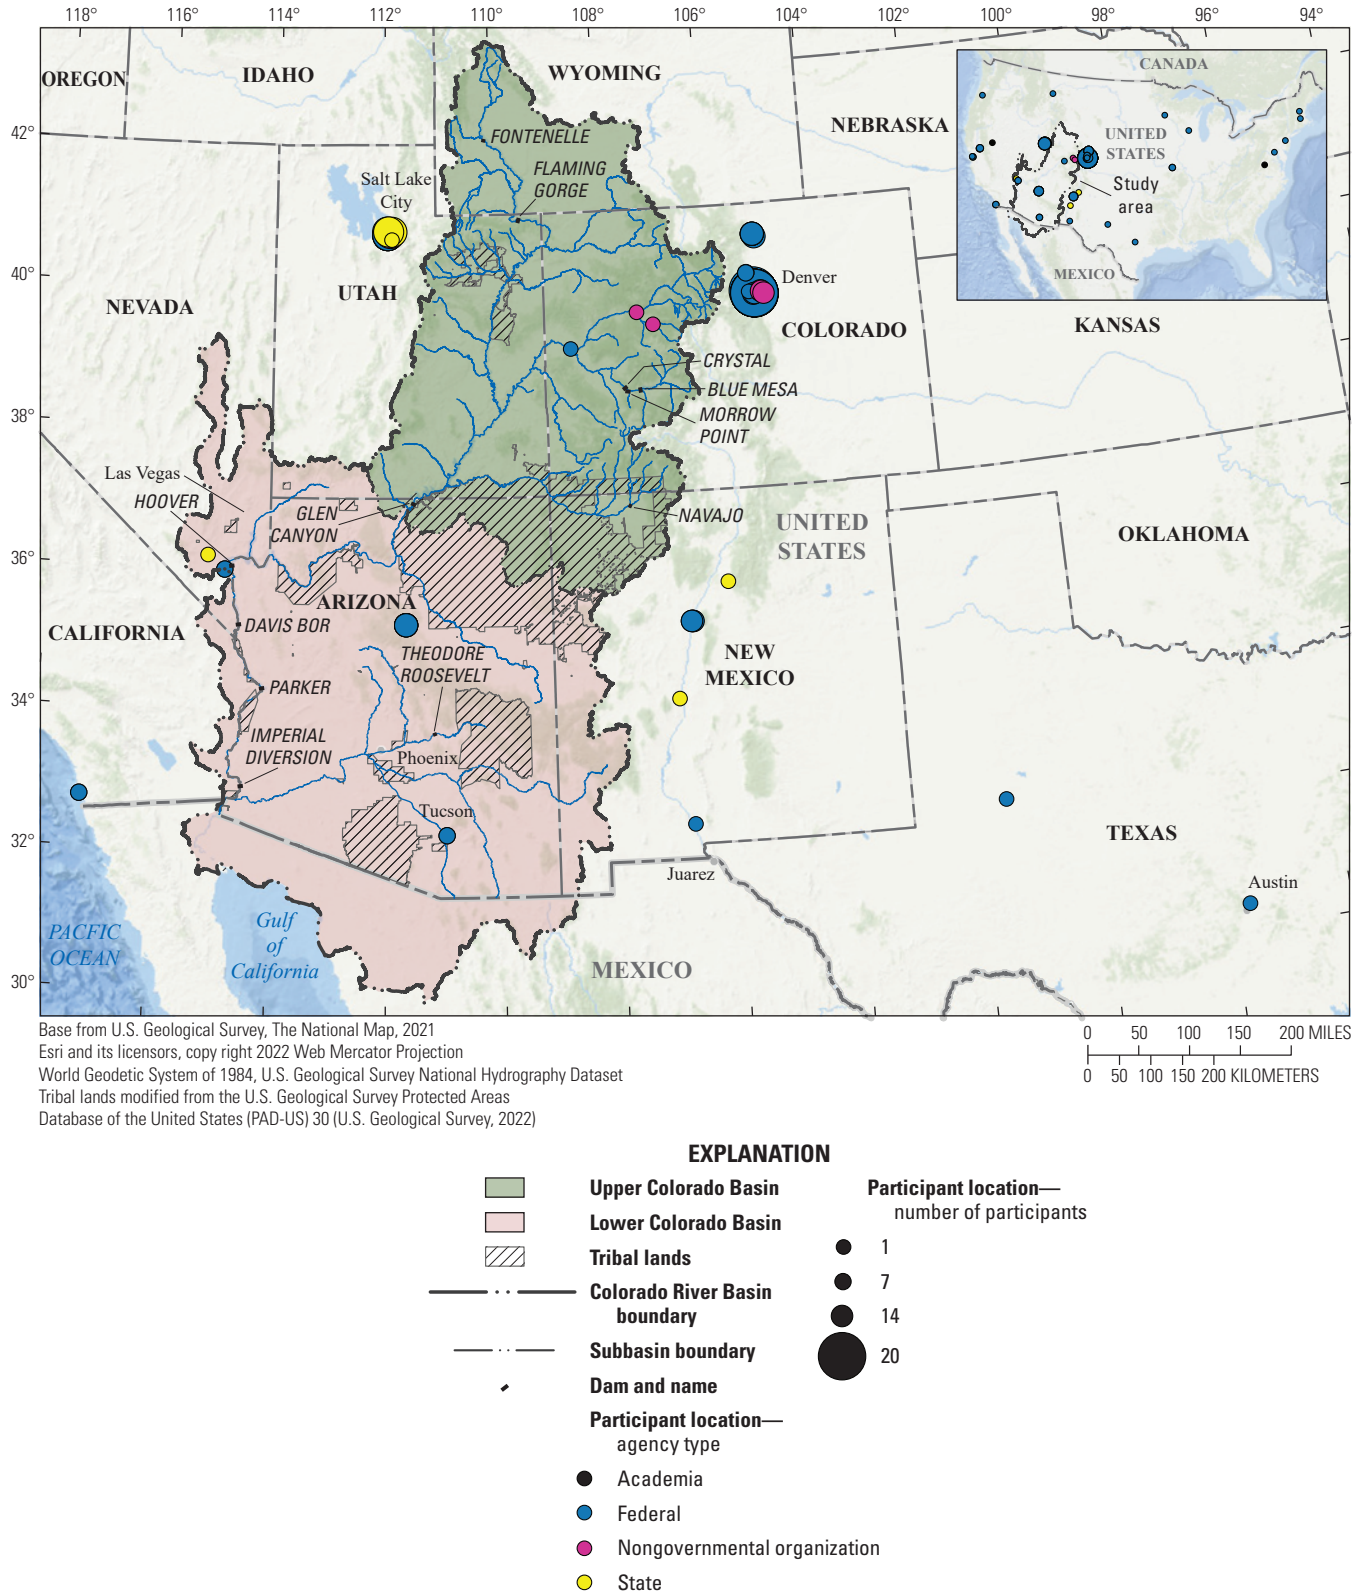 118° 116° 114° 112° 110° 108° 106° 104° 102° 100° 98° 96° 94°
OREGON
IDAHO
WYOMING
CANADA
UNITED
STATES
Study
area
MEXICO
42°
FONTENELLE
NEBRASKA
FLAMING
GORGE
Salt Lake
City
40°
Denver
UTAH
NEVADA
COLORADO
KANSAS
CRYSTAL
BLUE MESA
MORROW
POINT
38°
Las Vegas
HOOVER
GLEN
CANYON
NAVAJO
UNITED
STATES
OKLAHOMA
36°
ARIZONA
CALIFORNIA
DAVIS BOR
THEODORE
ROOSEVELT
NEW
MEXICO
PARKER
34°
IMPERIAL
DIVERSION
Phoenix
Tucson
TEXAS
32°
Juarez
Austin
PACFIC
OCEAN
Gulf
of
California
MEXICO
30°
Base from U.S. Geological Survey, The National Map, 2021
Esri and its licensors, copy right 2022 Web Mercator Projection
World Geodetic System of 1984, U.S. Geological Survey National Hydrography Dataset
Tribal lands modified from the U.S. Geological Survey Protected Areas
Database of the United States (PAD-US) 30 (U.S. Geological Survey, 2022)
0 50 100 150 200 MILES
0 50 100 150 200 KILOMETERS
EXPLANATION
Upper Colorado Basin
Lower Colorado Basin
Tribal lands
Colorado River Basin
boundary
Subbasin boundary
Dam and name
Participant location—
agency type
Academia
Federal
Nongovernmental organization
State
Participant location—
number of participants
1
7
14
20